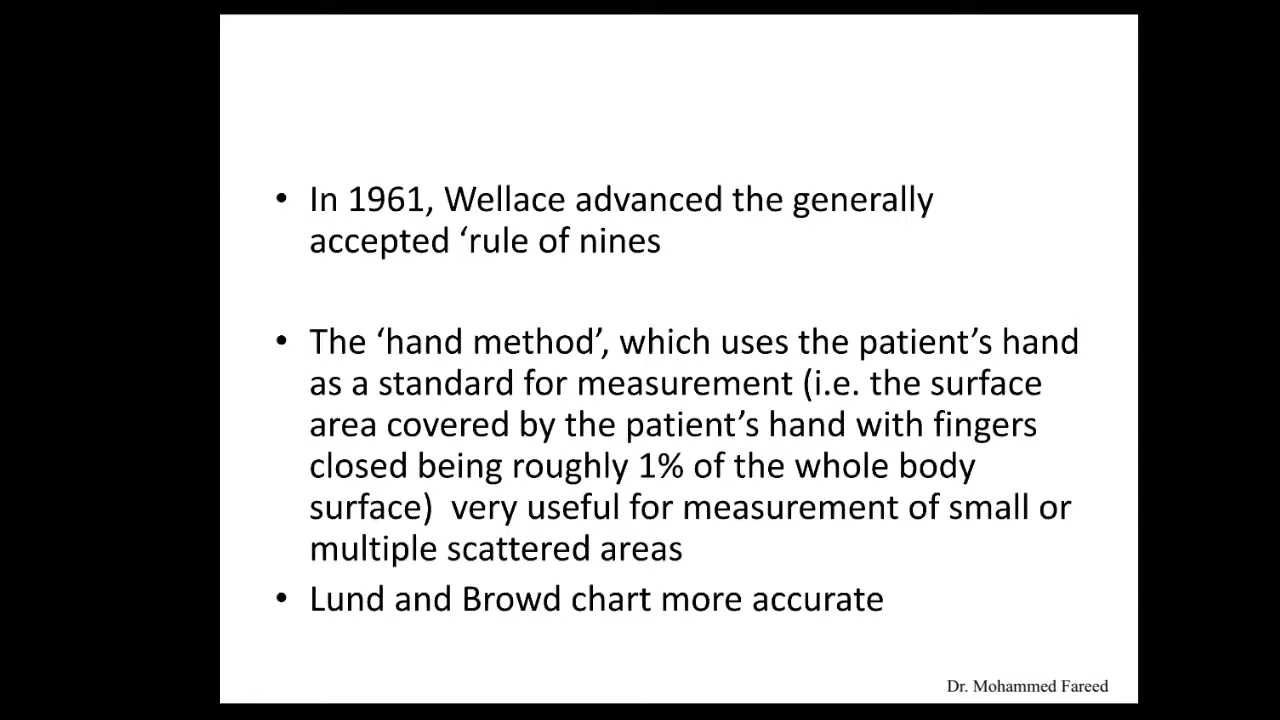 • In 1961, Wellace advanced the generally
accepted ‘rule of nines
• The ‘hand method’, which uses the patient’s hand
as a standard for measurement (i.e. the surface
area covered by the patient’s hand with fingers
closed being roughly 1% of the whole body
surface)  very useful for measurement of small or
multiple scattered areas
• Lund and Browd chart more accurate
Dr. Mohammed Fareed